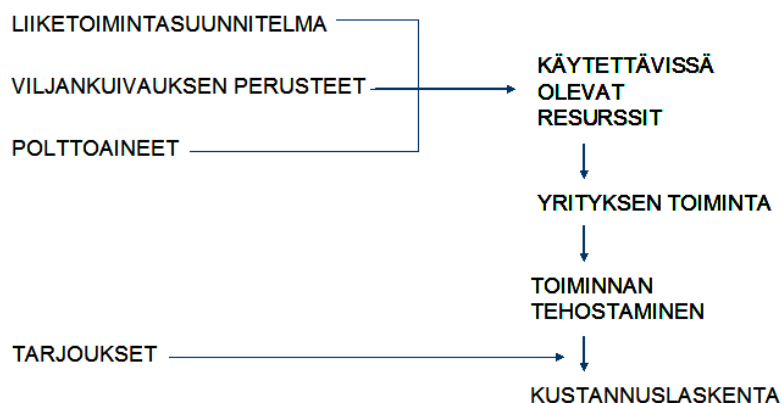 LIIKETOIMINTASUUNNITELMA
VILJANKUIVAUKSEN PERUSTEET
POLTTOAINEET
KÄYTETTÄVISSÄ
OLEVAT
RESURSSIT
YRITYKSEN TOIMINTA
TOIMINNAN
TEHOSTAMINEN
TARJOUKSET
KUSTANNUSLASKENTA